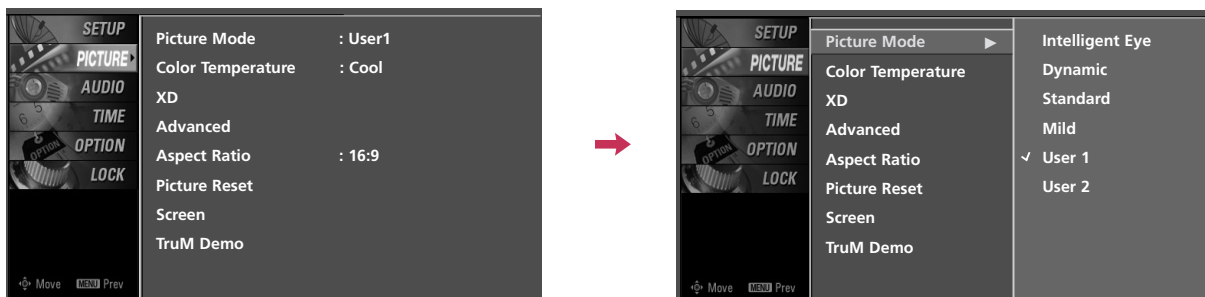 SETUP
PICTURE
AUDIO
TIME
OPTION
LOCK
Move MENU Prev
Picture Mode : User1
Color Temperature : Cool
XD
Advanced
Aspect Ratio : 16:9
Picture Reset
Screen
TruM Demo
SETUP
PICTURE
AUDIO
TIME
OPTION
LOCK
Move MENU Prev
Picture Mode ▶
Color Temperature
XD
Advanced
Aspect Ratio
Picture Reset
Screen
TruM Demo
Intelligent Eye
Dynamic
Standard
Mild
✓ User 1
User 2